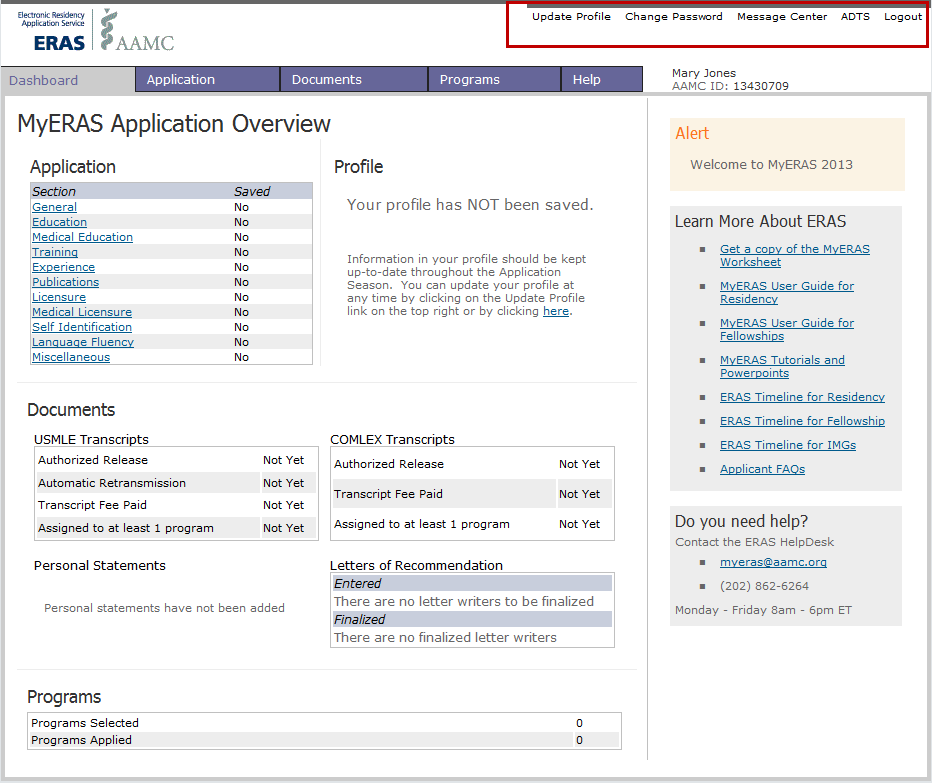 Electronic Residency
Application Service
ERAS
AAMC
Update Profile Change Password Message Center ADTS Logout
Dashboard Application Documents Programs Help
Mary Jones
AAMC ID: 13430709
MyERAS Application Overview
Application
Section Saved
General No
Education No
Medical Education No
Training No
Experience No
Publications No
Licensure No
Medical Licensure No
Self Identification No
Language Fluency No
Miscellaneous No
Profile
Your profile has NOT been saved.
Information in your profile should be kept
up-to-date throughout the Application
Season. You can update your profile at
any time by clicking on the Update Profile
link on the top right or by clicking here.
Documents
USMLE Transcripts
Authorized Release Not Yet
Automatic Retransmission Not Yet
Transcript Fee Paid Not Yet
Assigned to at least 1 program Not Yet
COMLEX Transcripts
Authorized Release Not Yet
Transcript Fee Paid Not Yet
Assigned to at least 1 program Not Yet
Personal Statements
Personal statements have not been added
Letters of Recommendation
Entered
There are no letter writers to be finalized
Finalized
There are no finalized letter writers
Programs
Programs Selected 0
Programs Applied 0
Alert
Welcome to MyERAS 2013
Learn More About ERAS
Get a copy of the MyERAS
Worksheet
MyERAS User Guide for
Residency
MyERAS User Guide for
Fellowships
MyERAS Tutorials and
Powerpoints
ERAS Timeline for Residency
ERAS Timeline for Fellowship
ERAS Timeline for IMGs
Applicant FAQs
Do you need help?
Contact the ERAS HelpDesk
myeras@aamc.org
(202) 862-6264
Monday - Friday 8am - 6pm ET